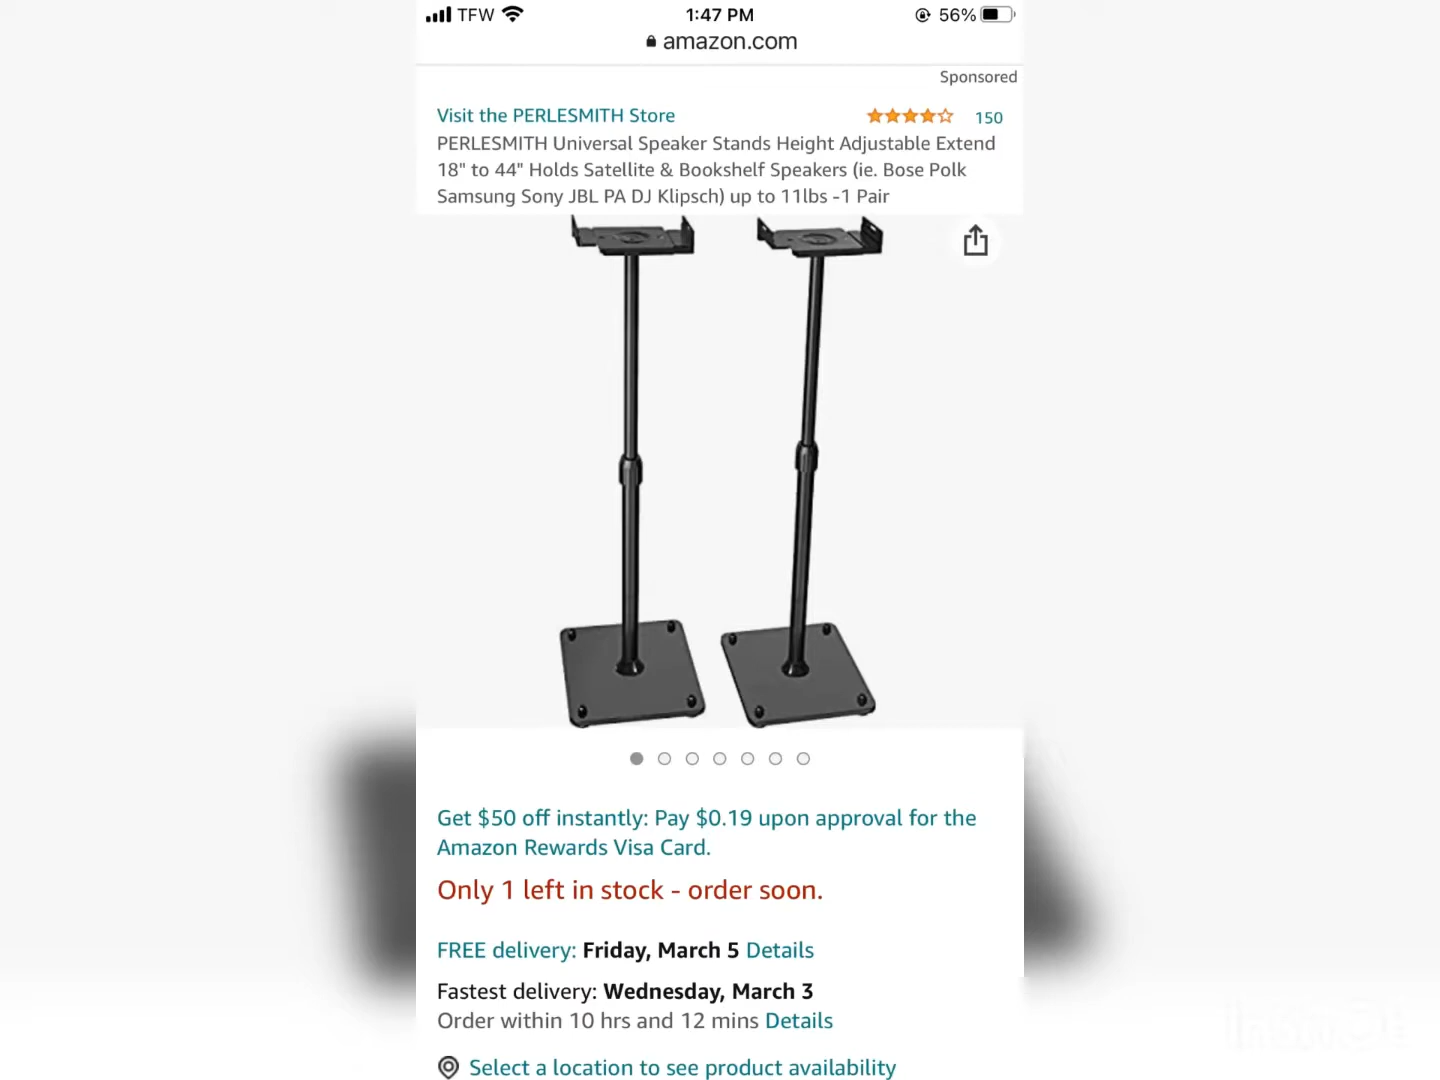 TFW 1:47 PM 56%
amazon.com
Sponsored
Visit the PERLESMITH Store 150
PERLESMITH Universal Speaker Stands Height Adjustable Extend
18" to 44" Holds Satellite & Bookshelf Speakers (ie. Bose Polk
Samsung Sony JBL PA DJ Klipsch) up to 11lbs -1 Pair
Get $50 off instantly: Pay $0.19 upon approval for the
Amazon Rewards Visa Card.
Only 1 left in stock - order soon.
FREE delivery: Friday, March 5 Details
Fastest delivery: Wednesday, March 3
Order within 10 hrs and 12 mins Details
Select a location to see product availability